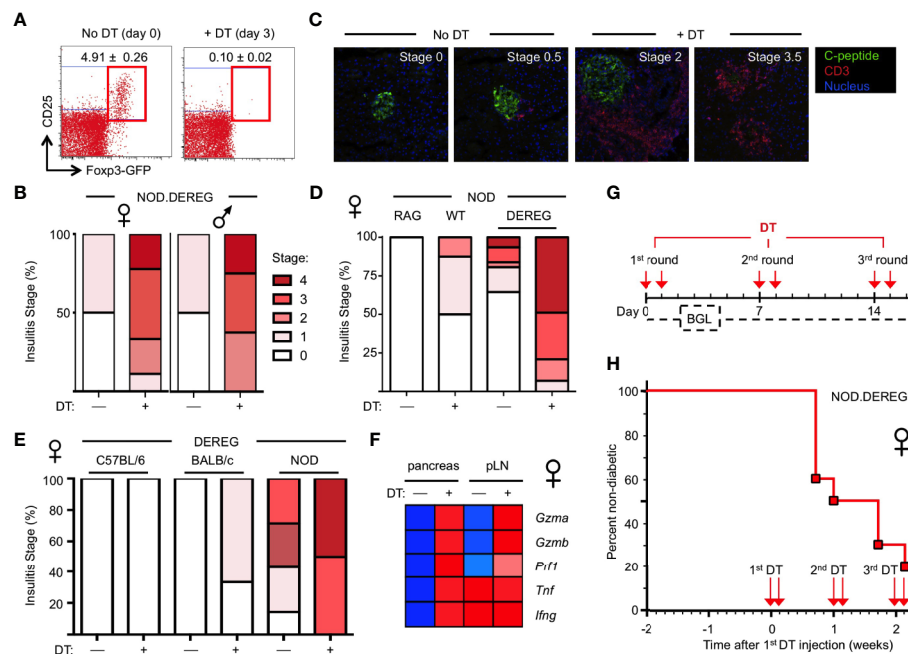 A
No DT (day 0)
+ DT (day 3)
4.91 ± 0.26
0.10 ± 0.02
CD25
Foxp3-GFP
C
No DT
+ DT
Stage 0
Stage 0.5
Stage 2
Stage 3.5
C-peptide
CD3
Nucleus
B
NOD.DEREG
♀
♂
Insulitis Stage (%)
100
50
DT:
—
+
—
+
Stage:
4
3
2
1
0
D
♀
NOD
RAG
WT
DEREG
Insulitis Stage (%)
100
75
50
25
DT:
—
+
—
+
G
DT
1st round
2nd round
3rd round
Day 0
7
14
BGL
E
♀
DEREG
C57BL/6
BALB/c
NOD
Insulitis Stage (%)
100
80
60
40
20
DT:
—
+
—
+
—
+
F
♀
pancreas
pLN
DT:
—
+
—
+
Gzma
Gzmb
Prf1
Tnf
Ifng
H
NOD.DEREG
♀
Percent non-diabetic
100
80
60
40
20
0
1st DT
2nd DT
3rd DT
-2
-1
0
1
2
Time after 1st DT injection (weeks)